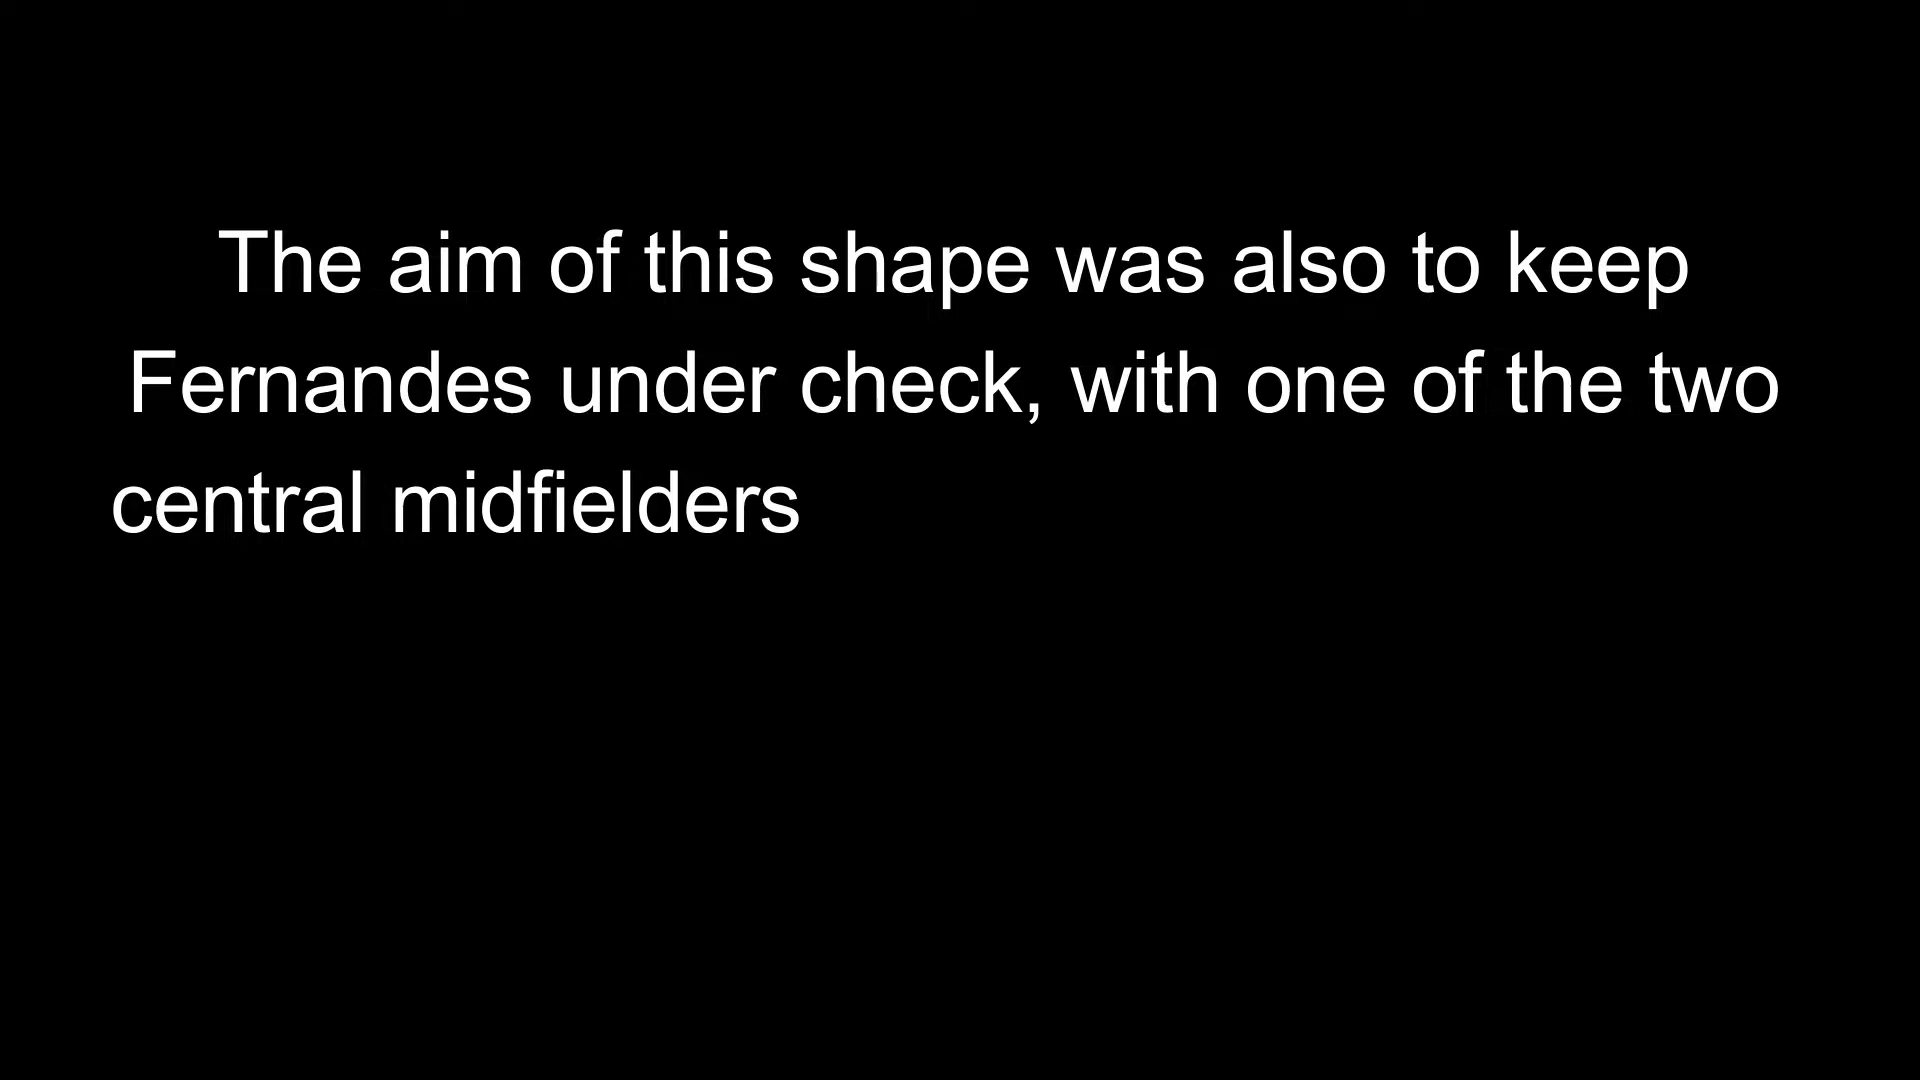 The aim of this shape was also to keep
Fernandes under check, with one of the two
central midfielders